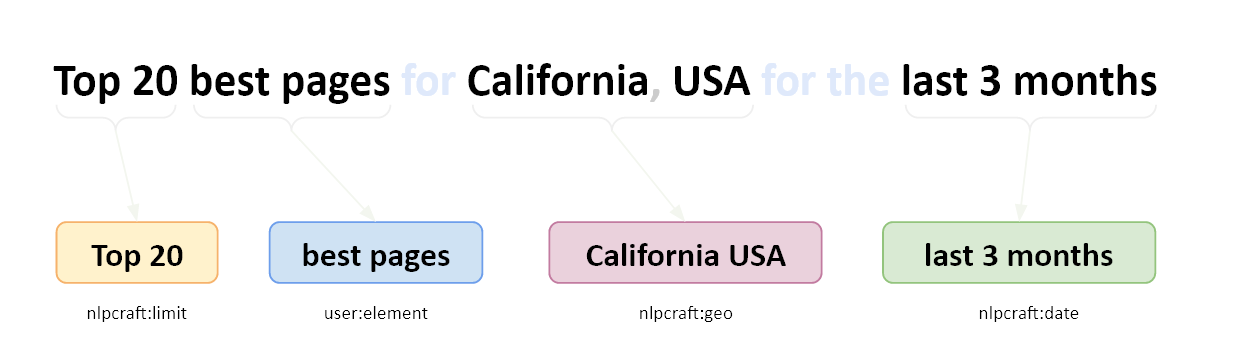 Top 20 best pages for California, USA for the last 3 months
Top 20 best pages California USA last 3 months
nlpcraft:limit user:element nlpcraft:geo nlpcraft:date